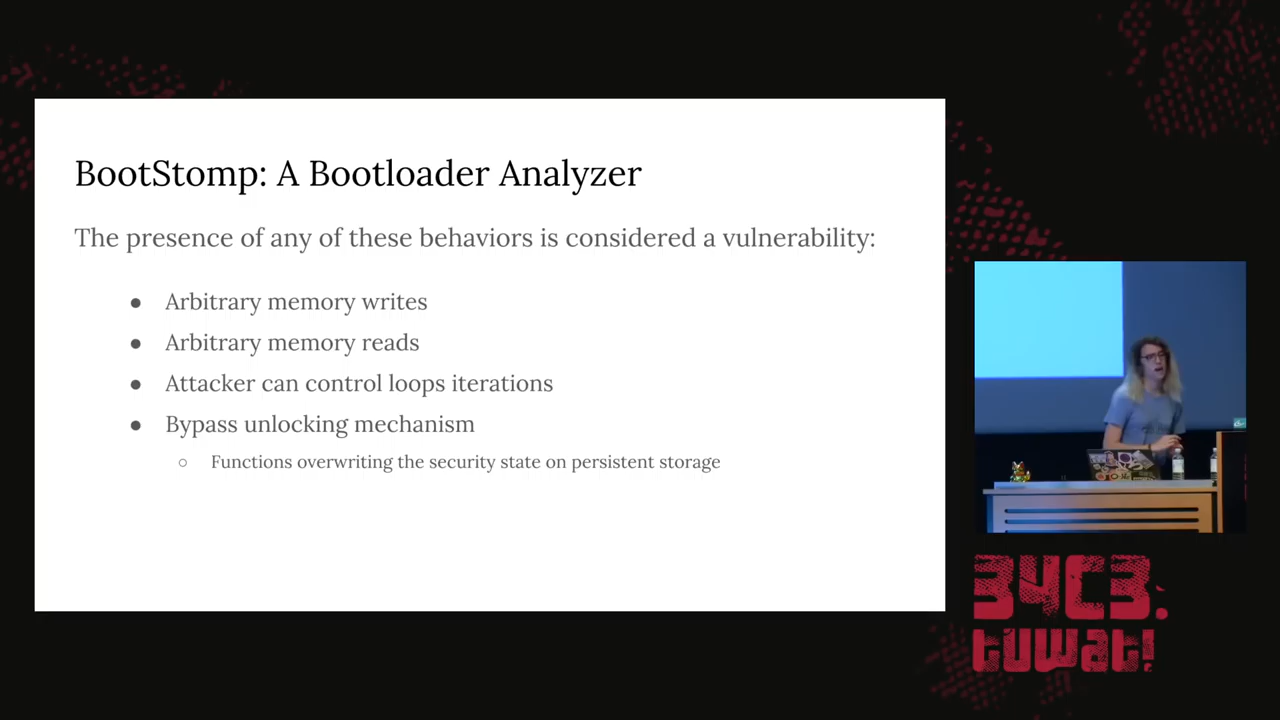 BootStomp: A Bootloader Analyzer
The presence of any of these behaviors is considered a vulnerability:
● Arbitrary memory writes
● Arbitrary memory reads
● Attacker can control loops iterations
● Bypass unlocking mechanism
○ Functions overwriting the security state on persistent storage
34C3.
tuwat!